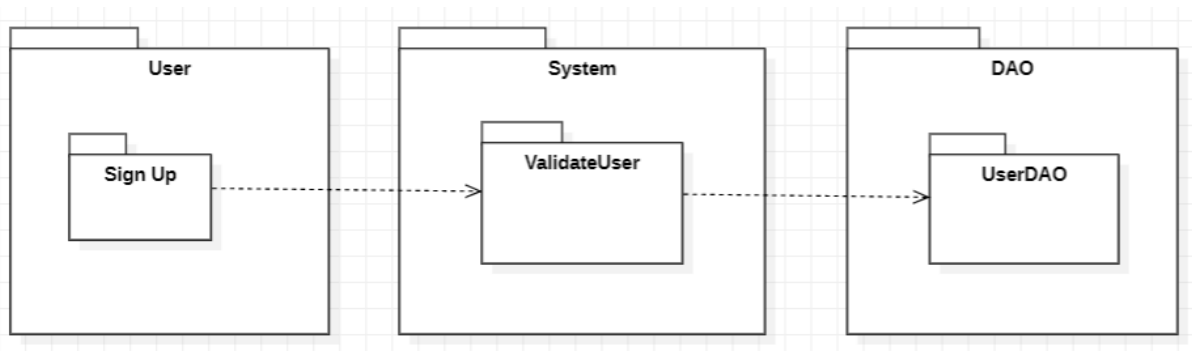 User
System
DAO
Sign Up
ValidateUser
UserDAO